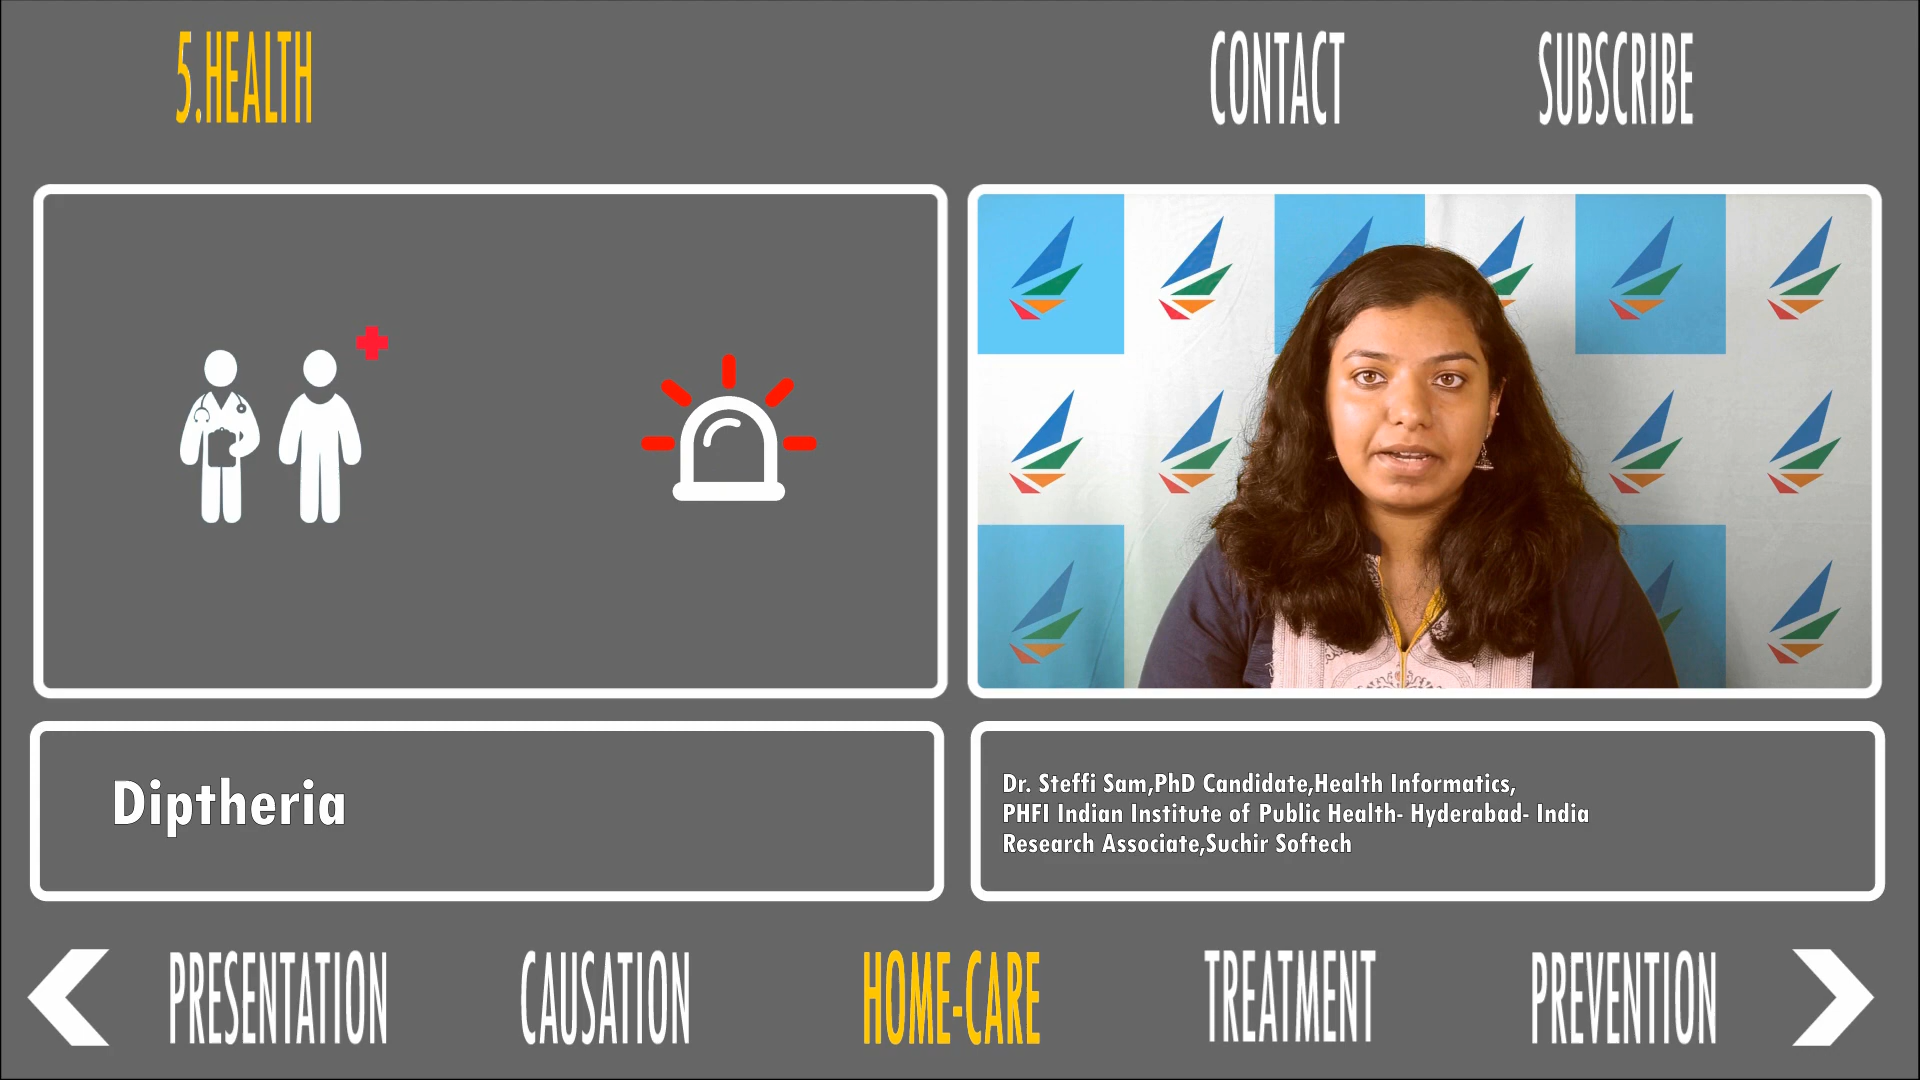 5.HEALTH
CONTACT
SUBSCRIBE
Diptheria
Dr. Steffi Sam,PhD Candidate,Health Informatics,
PHFI Indian Institute of Public Health- Hyderabad- India
Research Associate,Suchir Softech
PRESENTATION
CAUSATION
HOME-CARE
TREATMENT
PREVENTION